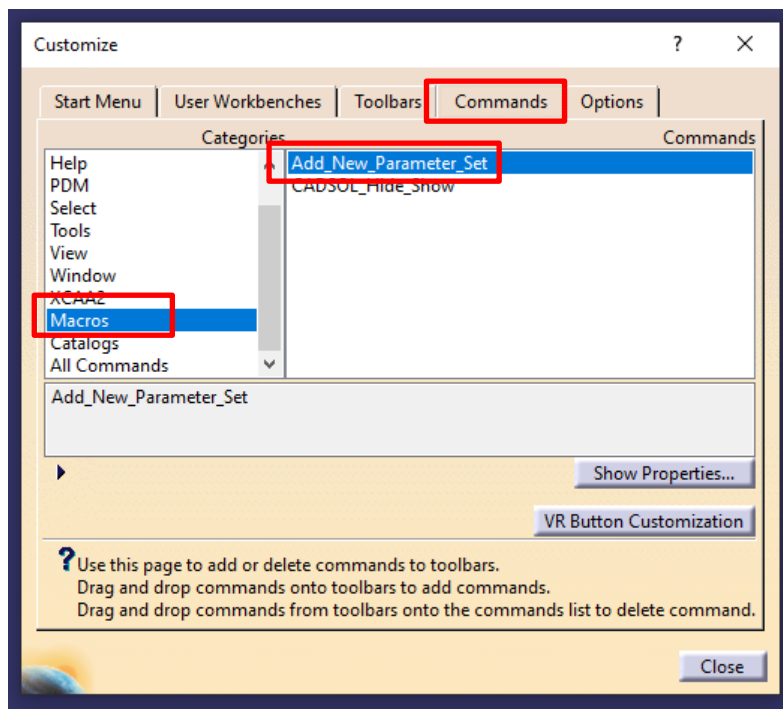 Customize
?
Start Menu User Workbenches Toolbars Commands Options
Categories Commands
Help Add_New_Parameter_Set
PDM CADSOL_Hide_Show
Select
Tools
View
Window
XCAA2
Macros
Catalogs
All Commands
Add_New_Parameter_Set
Show Properties...
VR Button Customization
? Use this page to add or delete commands to toolbars.
Drag and drop commands onto toolbars to add commands.
Drag and drop commands from toolbars onto the commands list to delete command.
Close